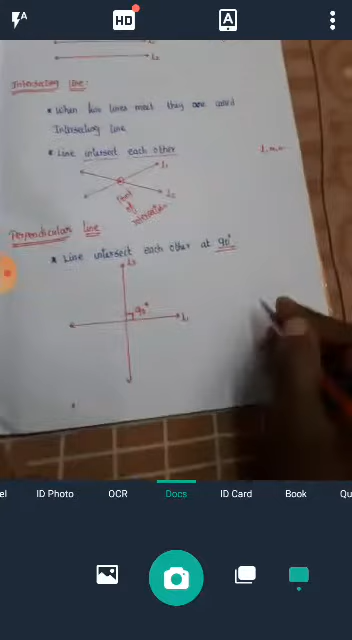 HD
A
L2
Intersecting line:
* When two lines meet they are called
Intersecting line
* Line intersect each other
l, m, n
L1
L2
Point of intersection
Perpendicular line
* Line intersect each other at 90°
L2
90°
L1
ID Photo
OCR
Docs
ID Card
Book